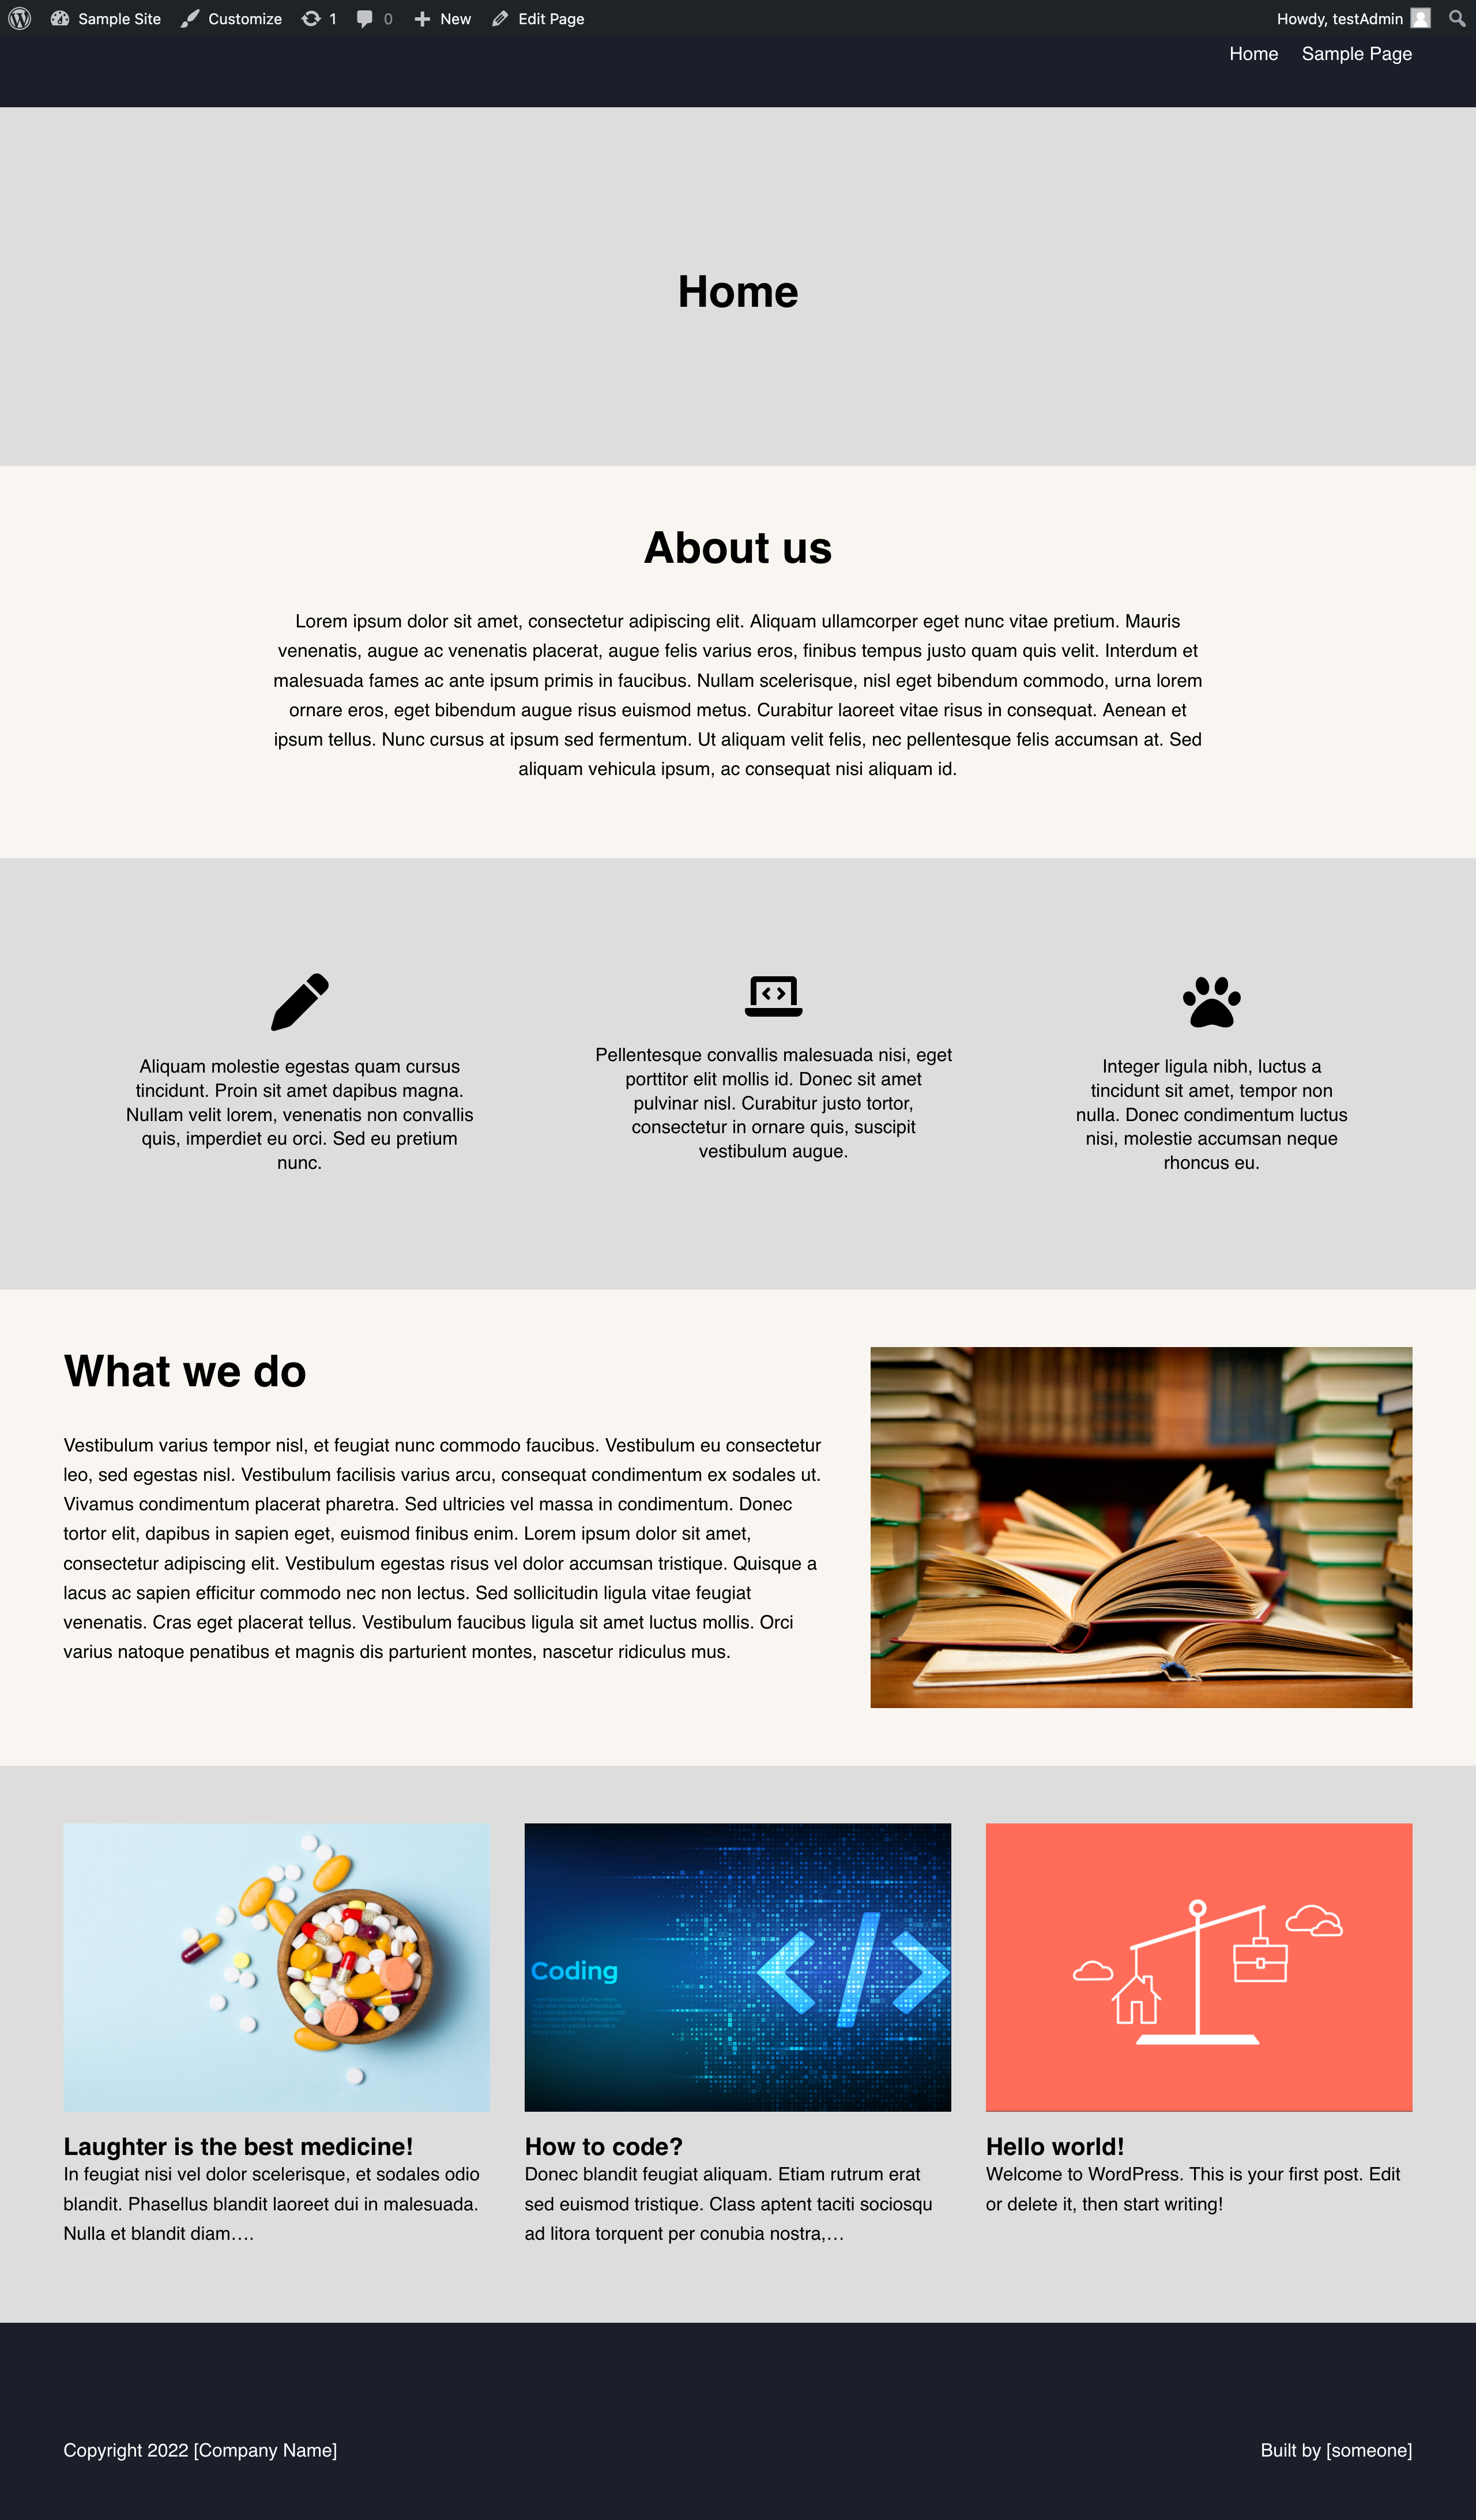 Sample Site Customize 1 0 New Edit Page Howdy, testAdmin
Home Sample Page
Home
About us
Lorem ipsum dolor sit amet, consectetur adipiscing elit. Aliquam ullamcorper eget nunc vitae pretium. Mauris
venenatis, augue ac venenatis placerat, augue felis varius eros, finibus tempus justo quam quis velit. Interdum et
malesuada fames ac ante ipsum primis in faucibus. Nullam scelerisque, nisl eget bibendum commodo, urna lorem
ornare eros, eget bibendum augue risus euismod metus. Curabitur laoreet vitae risus in consequat. Aenean et
ipsum tellus. Nunc cursus at ipsum sed fermentum. Ut aliquam velit felis, nec pellentesque felis accumsan at. Sed
aliquam vehicula ipsum, ac consequat nisi aliquam id.
Aliquam molestie egestas quam cursus
tincidunt. Proin sit amet dapibus magna.
Nullam velit lorem, venenatis non convallis
quis, imperdiet eu orci. Sed eu pretium
nunc.
Pellentesque convallis malesuada nisi, eget
porttitor elit mollis id. Donec sit amet
pulvinar nisl. Curabitur justo tortor,
consectetur in ornare quis, suscipit
vestibulum augue.
Integer ligula nibh, luctus a
tincidunt sit amet, tempor non
nulla. Donec condimentum luctus
nisi, molestie accumsan neque
rhoncus eu.
What we do
Vestibulum varius tempor nisl, et feugiat nunc commodo faucibus. Vestibulum eu consectetur
leo, sed egestas nisl. Vestibulum facilisis varius arcu, consequat condimentum ex sodales ut.
Vivamus condimentum placerat pharetra. Sed ultricies vel massa in condimentum. Donec
tortor elit, dapibus in sapien eget, euismod finibus enim. Lorem ipsum dolor sit amet,
consectetur adipiscing elit. Vestibulum egestas risus vel dolor accumsan tristique. Quisque a
lacus ac sapien efficitur commodo nec non lectus. Sed sollicitudin ligula vitae feugiat
venenatis. Cras eget placerat tellus. Vestibulum faucibus ligula sit amet luctus mollis. Orci
varius natoque penatibus et magnis dis parturient montes, nascetur ridiculus mus.
Coding
</>
Laughter is the best medicine!
In feugiat nisi vel dolor scelerisque, et sodales odio
blandit. Phasellus blandit laoreet dui in malesuada.
Nulla et blandit diam….
How to code?
Donec blandit feugiat aliquam. Etiam rutrum erat
sed euismod tristique. Class aptent taciti sociosqu
ad litora torquent per conubia nostra,…
Hello world!
Welcome to WordPress. This is your first post. Edit
or delete it, then start writing!
Copyright 2022 [Company Name] Built by [someone]